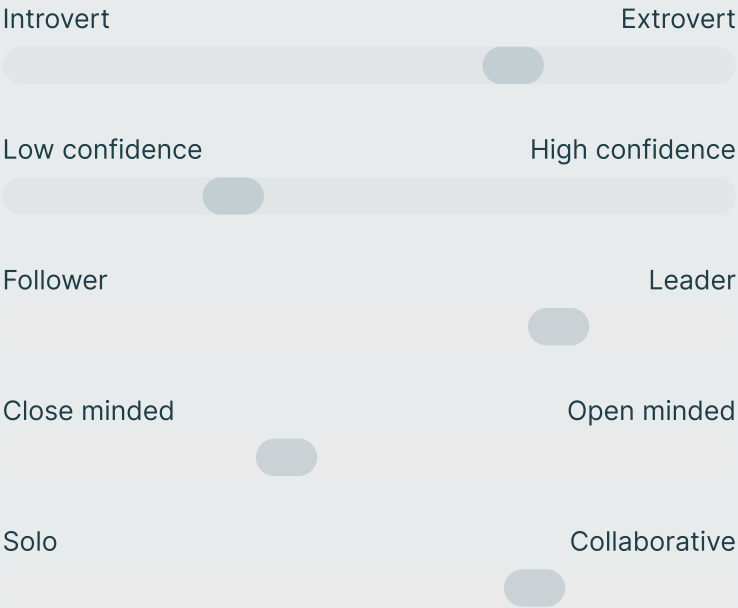 Introvert Extrovert
Low confidence High confidence
Follower Leader
Close minded Open minded
Solo Collaborative